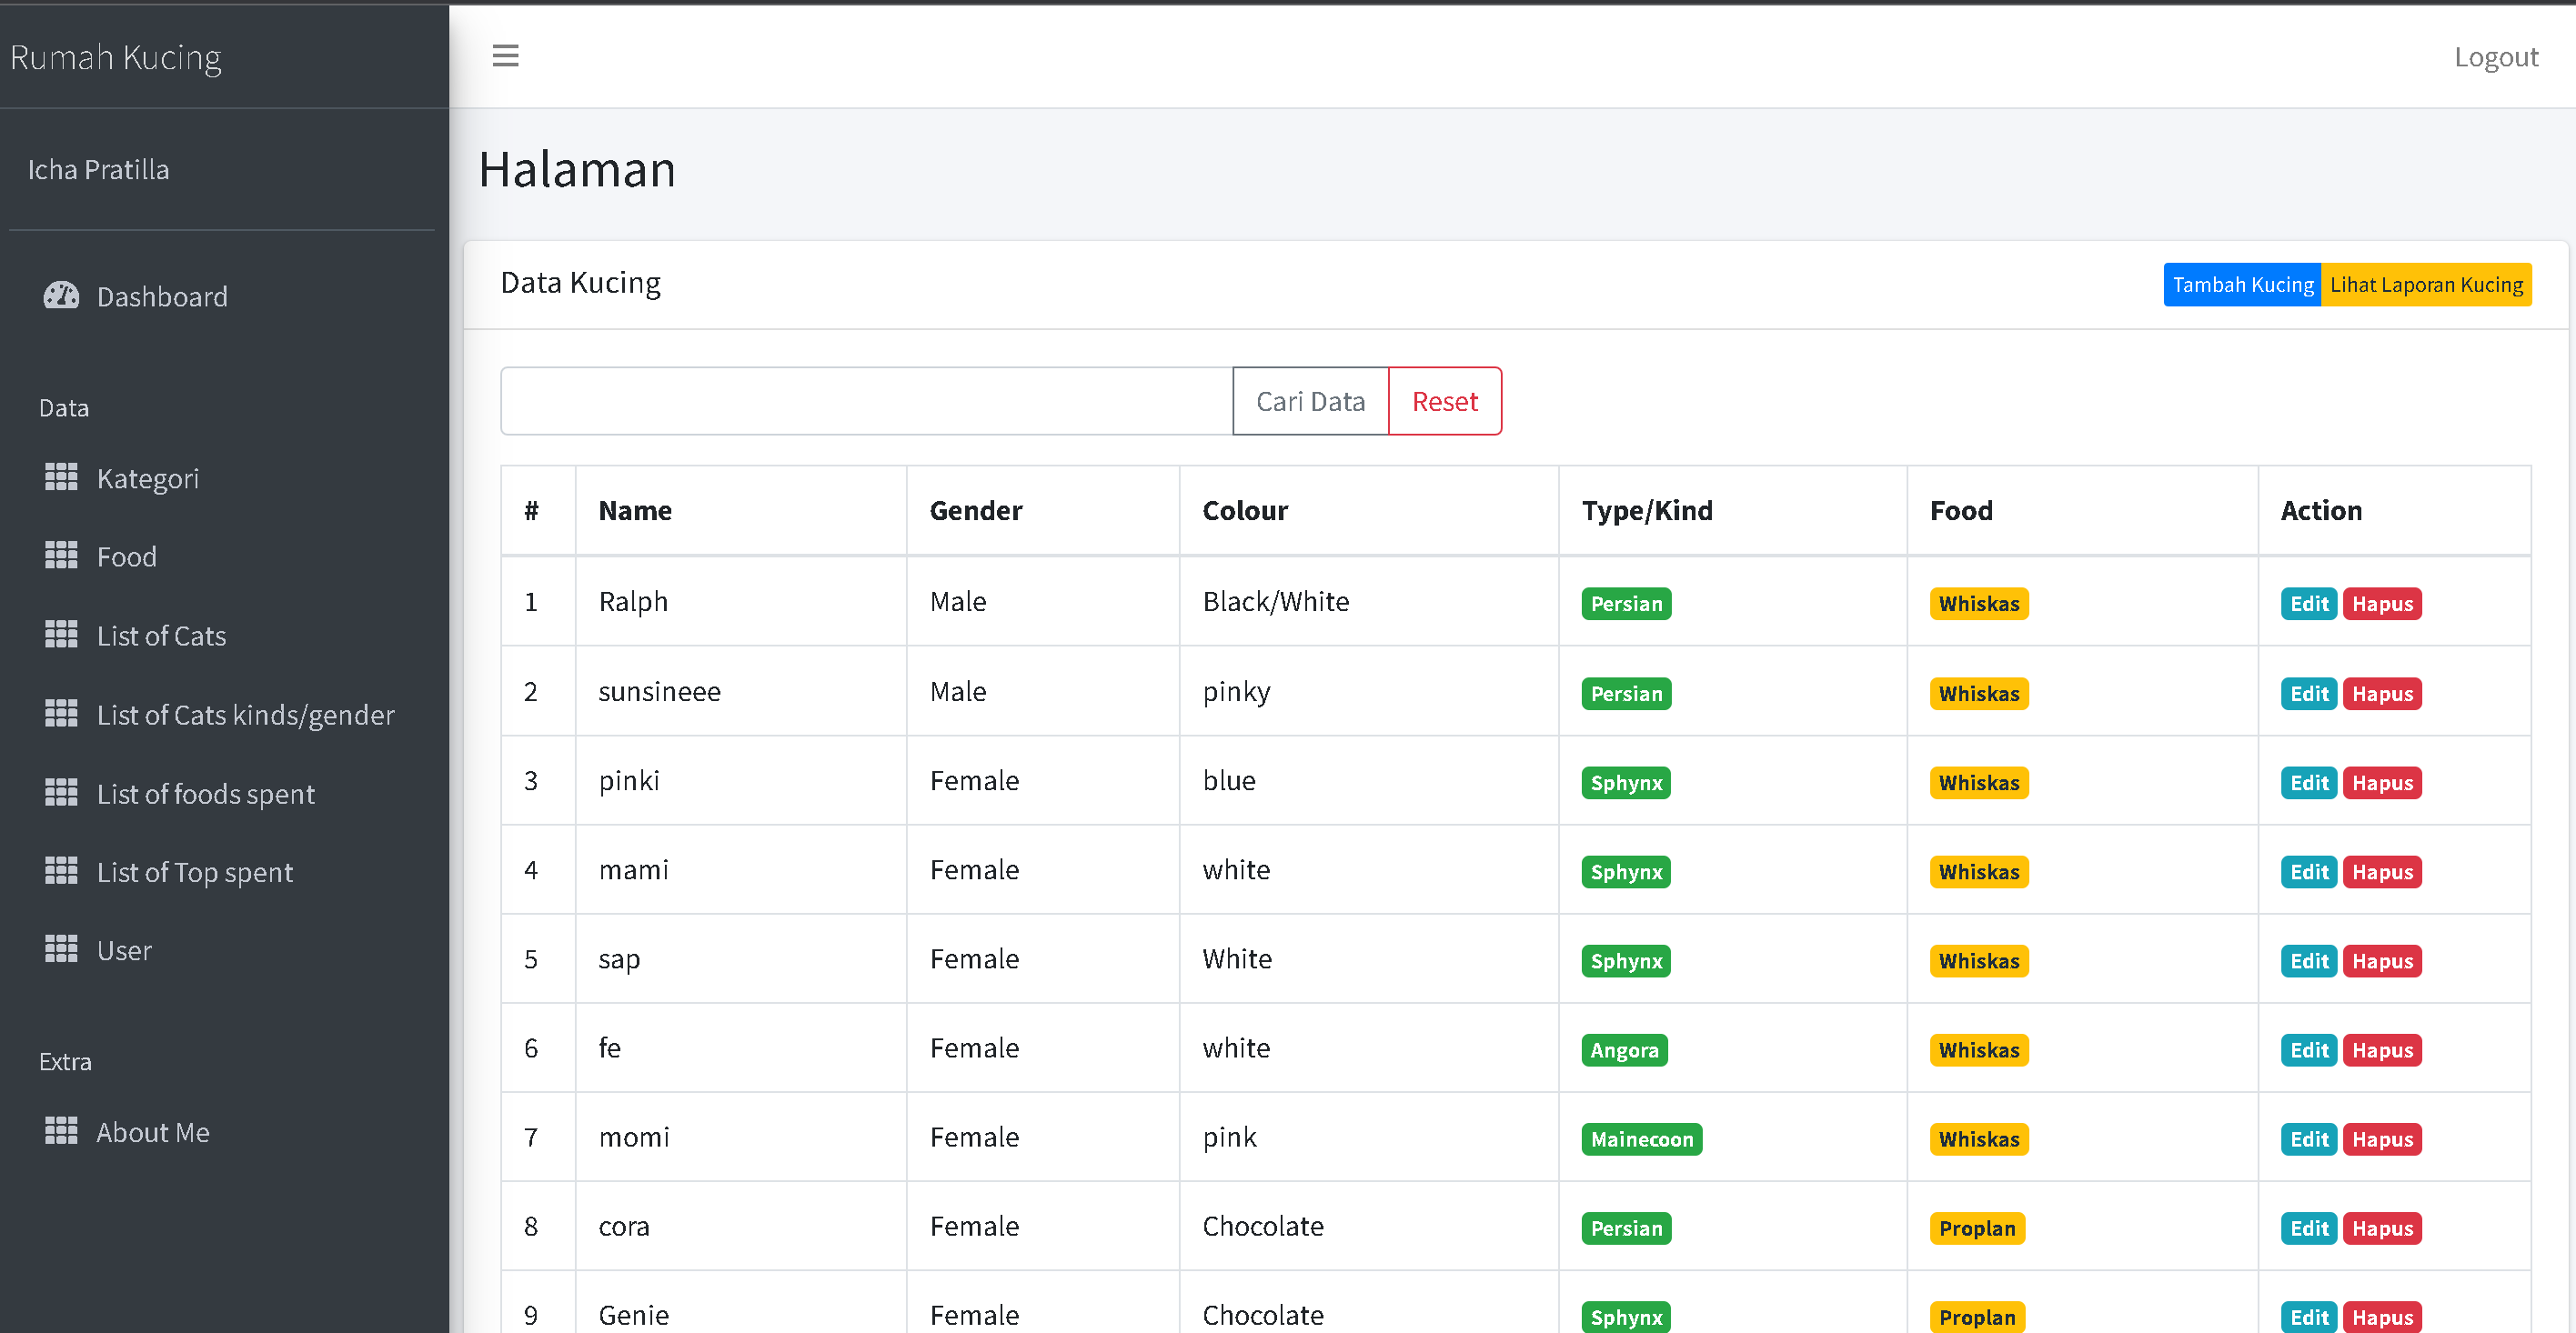 Rumah Kucing
Logout
Icha Pratilla
Dashboard
Data
Kategori
Food
List of Cats
List of Cats kinds/gender
List of foods spent
List of Top spent
User
Extra
About Me
Halaman
Data Kucing
Tambah Kucing Lihat Laporan Kucing
Cari Data Reset
# Name Gender Colour Type/Kind Food Action
1 Ralph Male Black/White Persian Whiskas Edit Hapus
2 sunsineee Male pinky Persian Whiskas Edit Hapus
3 pinki Female blue Sphynx Whiskas Edit Hapus
4 mami Female white Sphynx Whiskas Edit Hapus
5 sap Female White Sphynx Whiskas Edit Hapus
6 fe Female white Angora Whiskas Edit Hapus
7 momi Female pink Mainecoon Whiskas Edit Hapus
8 cora Female Chocolate Persian Proplan Edit Hapus
9 Genie Female Chocolate Sphynx Proplan Edit Hapus